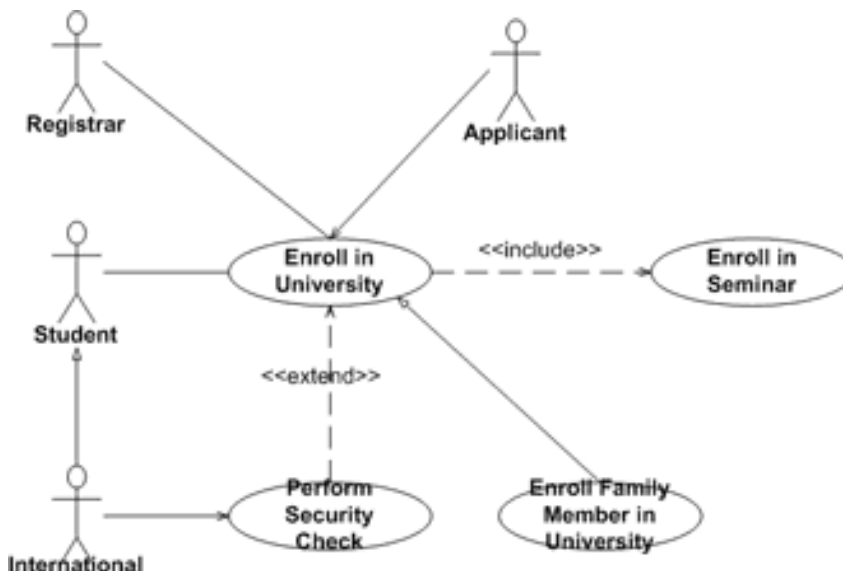 Registrar
Applicant
Enroll in
University
<<include>>
Enroll in
Seminar
Student
<<extend>>
Perform
Security
Check
Enroll Family
Member in
University
International